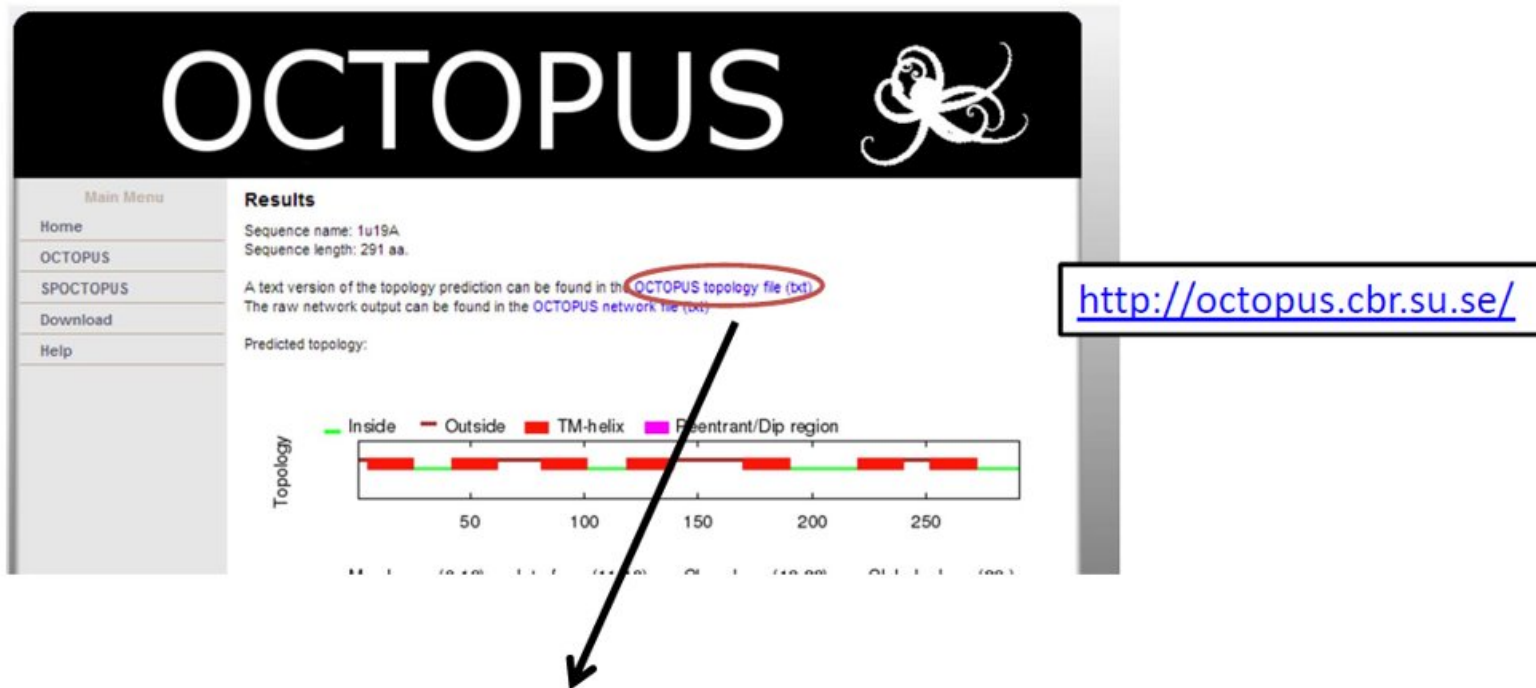 OCTOPUS
Main Menu
Home
OCTOPUS
SPOCTOPUS
Download
Help
Results
Sequence name: 1u19A
Sequence length: 291 aa.
A text version of the topology prediction can be found in the OCTOPUS topology file (txt)
The raw network output can be found in the OCTOPUS network file (txt)
Predicted topology:
Inside Outside TM-helix Reentrant/Dip region
Topology
50 100 150 200 250
http://octopus.cbr.su.se/